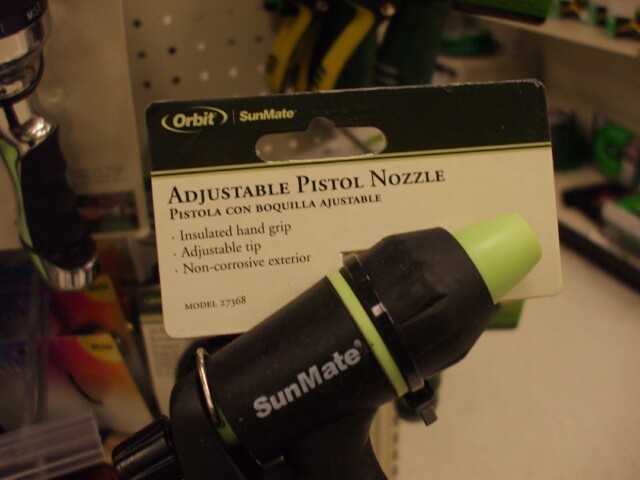 Orbit | SunMate
Adjustable Pistol Nozzle
Pistola con boquilla ajustable
· Insulated hand grip
· Adjustable tip
· Non-corrosive exterior
Model 27368
SunMate®